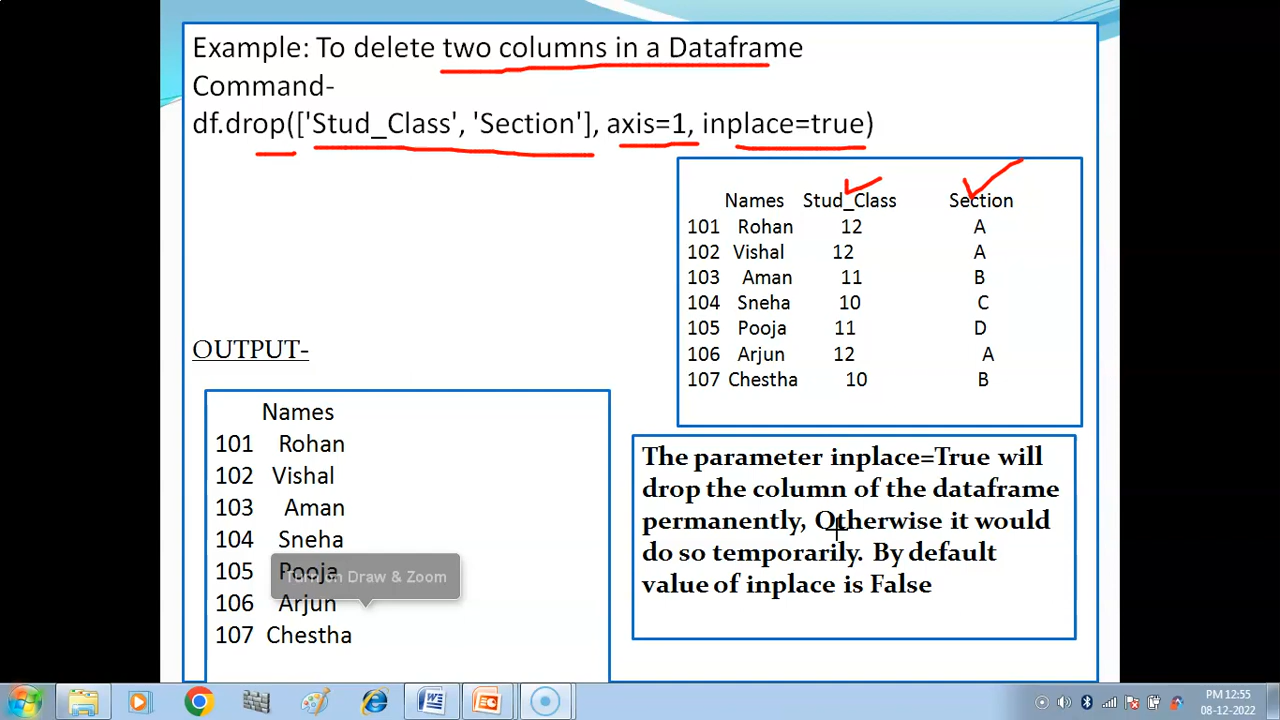 Example: To delete two columns in a Dataframe
Command-
df.drop(['Stud_Class', 'Section'], axis=1, inplace=true)
Names Stud_Class Section
101 Rohan 12 A
102 Vishal 12 A
103 Aman 11 B
104 Sneha 10 C
105 Pooja 11 D
106 Arjun 12 A
107 Chestha 10 B
OUTPUT-
Names
101 Rohan
102 Vishal
103 Aman
104 Sneha
105 Pooja
106 Arjun
107 Chestha
Turn on Draw & Zoom
The parameter inplace=True will
drop the column of the dataframe
permanently, Otherwise it would
do so temporarily. By default
value of inplace is False
PM 12:55
08-12-2022